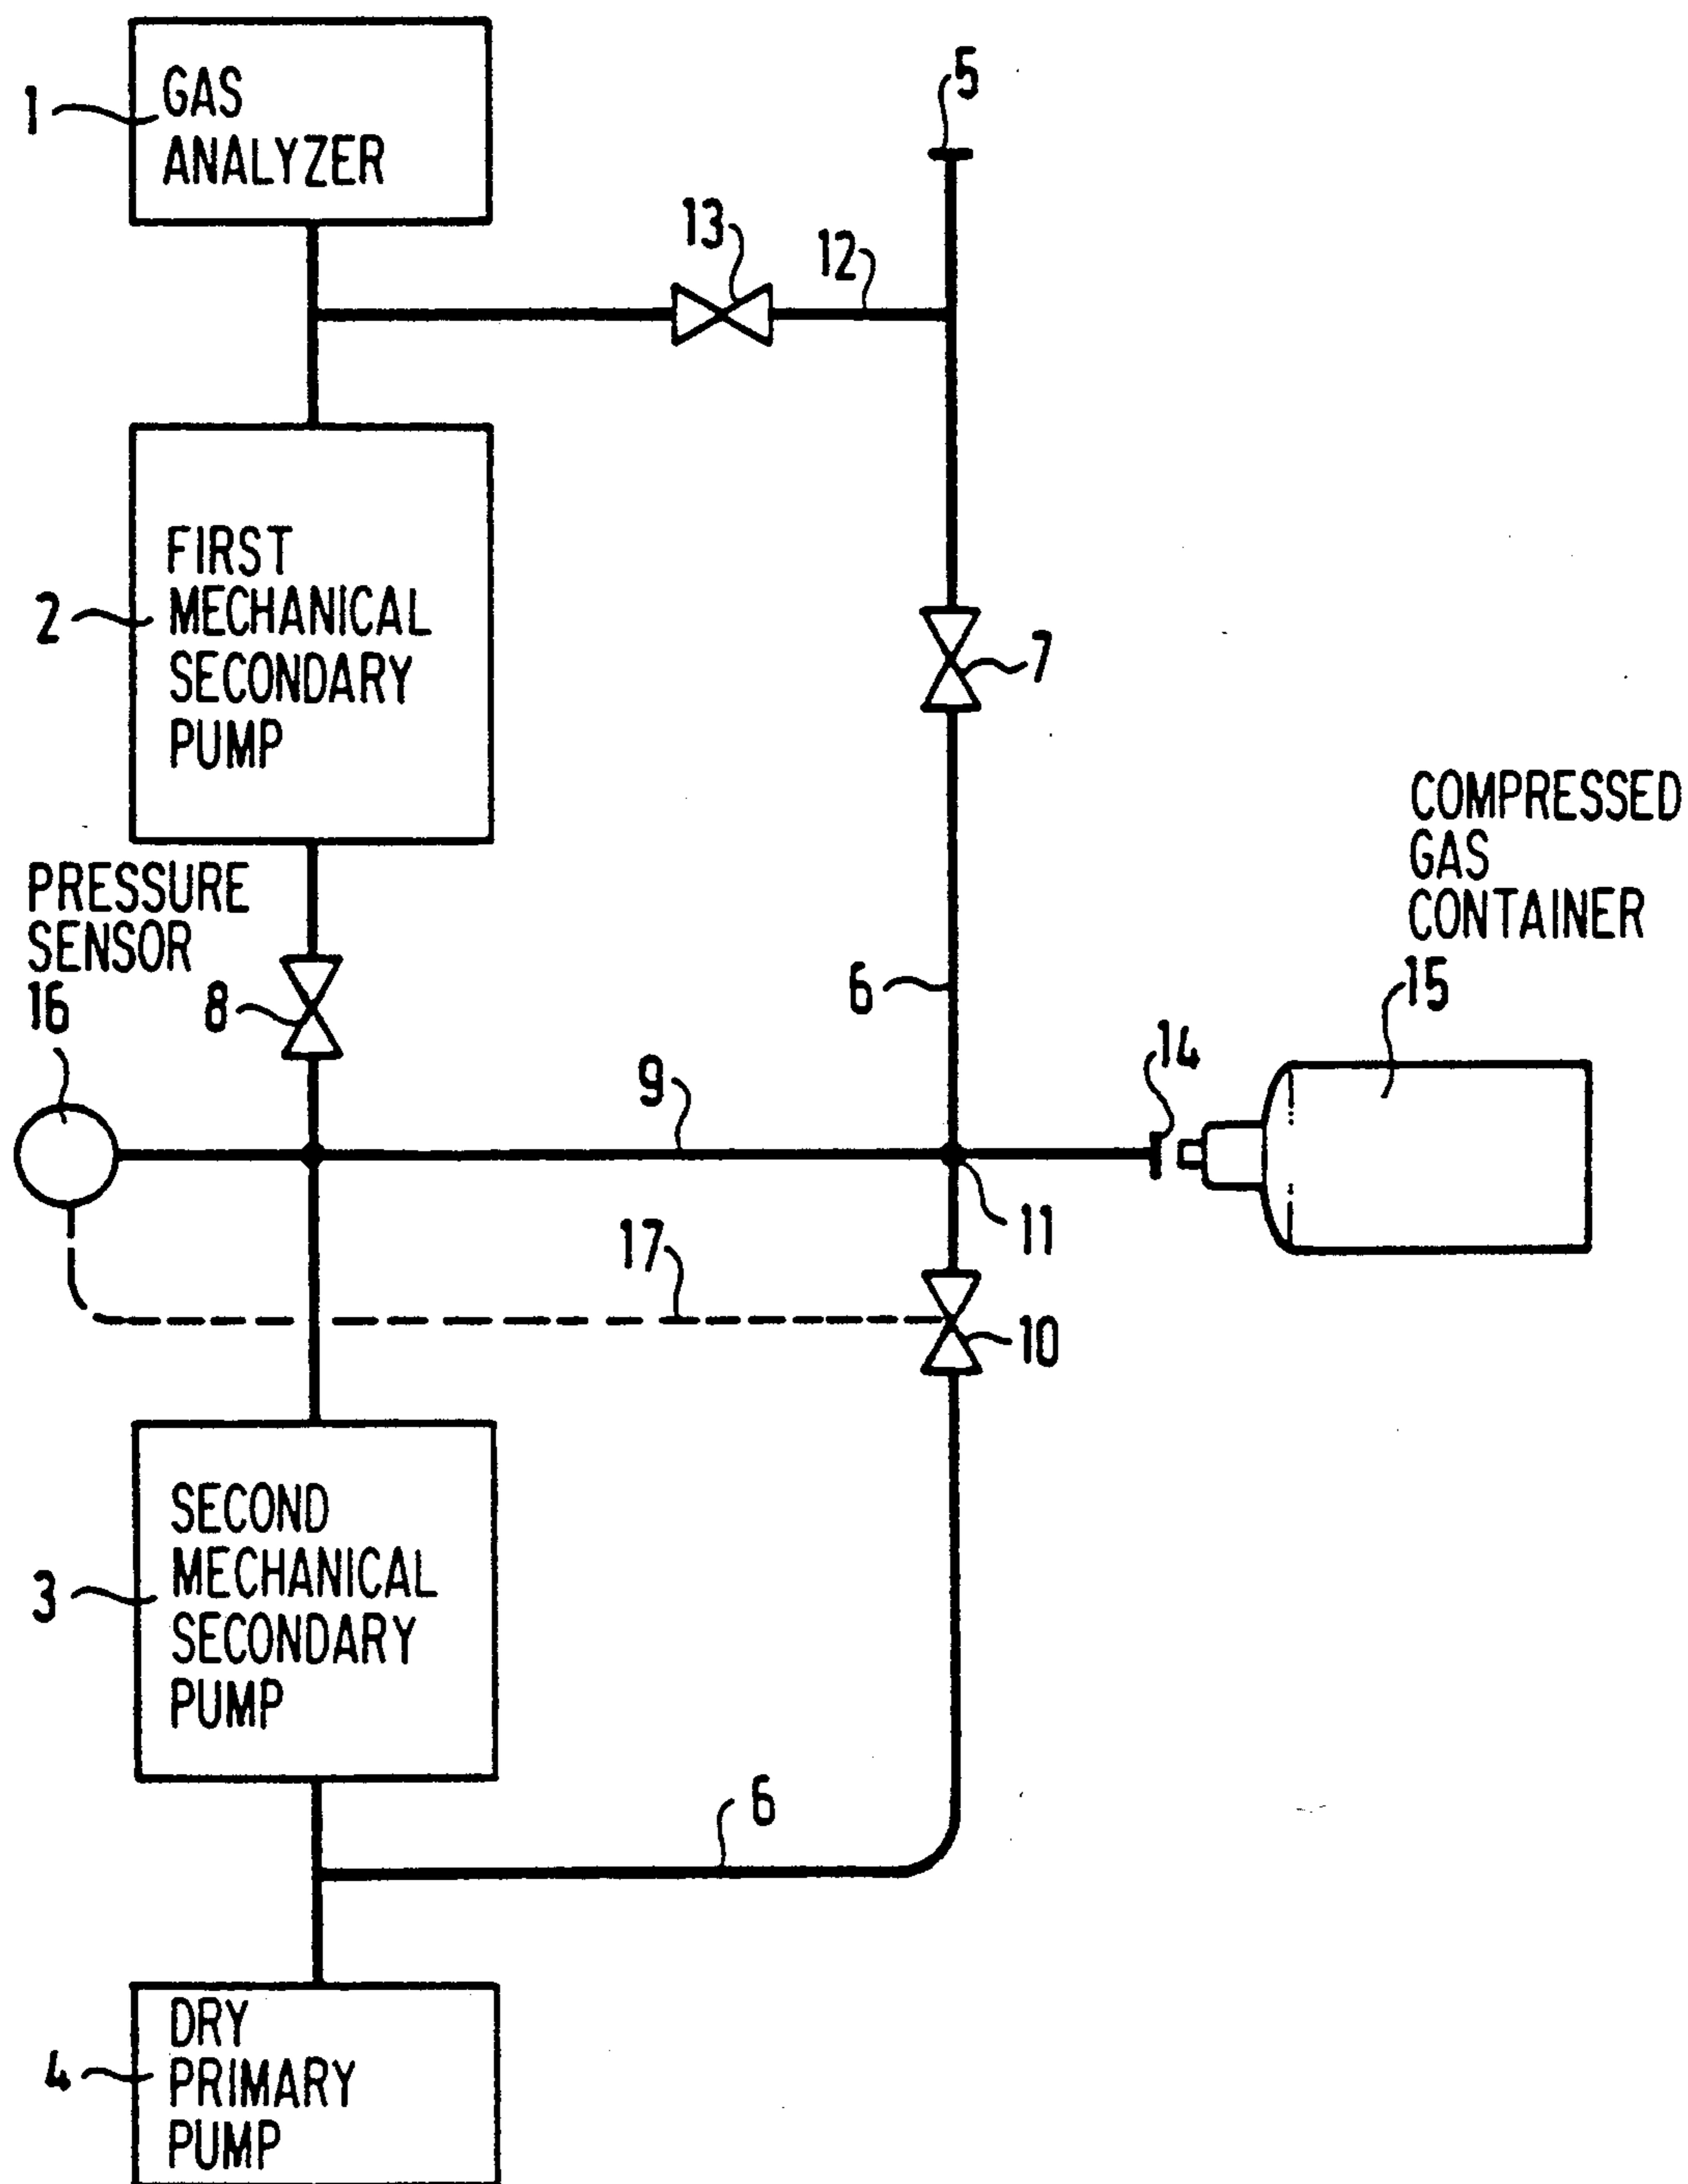 1
GAS
ANALYZER
5
13
12
2
FIRST
MECHANICAL
SECONDARY
PUMP
7
COMPRESSED
GAS
CONTAINER
15
PRESSURE
SENSOR
16
8
6
14
9
11
17
10
3
SECOND
MECHANICAL
SECONDARY
PUMP
6
4
DRY
PRIMARY
PUMP